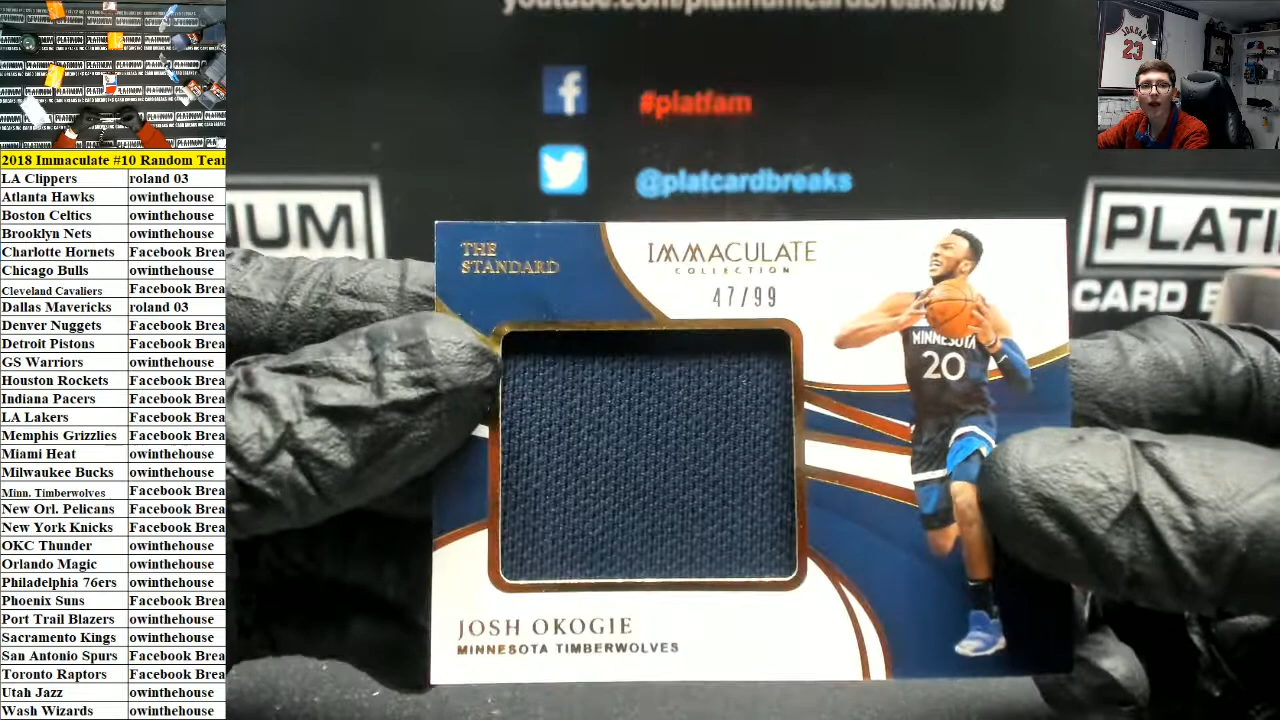 #platfam
@platcardbreaks
JORDAN
23
2018 Immaculate #10 Random Tear
LA Clippers roland 03
Atlanta Hawks owinthehouse
Boston Celtics owinthehouse
Brooklyn Nets owinthehouse
Charlotte Hornets Facebook Brea
Chicago Bulls owinthehouse
Cleveland Cavaliers Facebook Brea
Dallas Mavericks roland 03
Denver Nuggets Facebook Brea
Detroit Pistons Facebook Brea
GS Warriors owinthehouse
Houston Rockets Facebook Brea
Indiana Pacers Facebook Brea
LA Lakers Facebook Brea
Memphis Grizzlies Facebook Brea
Miami Heat owinthehouse
Milwaukee Bucks owinthehouse
Minn. Timberwolves Facebook Brea
New Orl. Pelicans Facebook Brea
New York Knicks Facebook Brea
OKC Thunder owinthehouse
Orlando Magic owinthehouse
Philadelphia 76ers owinthehouse
Phoenix Suns Facebook Brea
Port Trail Blazers owinthehouse
Sacramento Kings owinthehouse
San Antonio Spurs Facebook Brea
Toronto Raptors Facebook Brea
Utah Jazz owinthehouse
Wash Wizards owinthehouse
NUM
PLATI
CARD B
THE
STANDARD
IMMACULATE
COLLECTION
47/99
MINNESOTA
20
JOSH OKOGIE
MINNESOTA TIMBERWOLVES